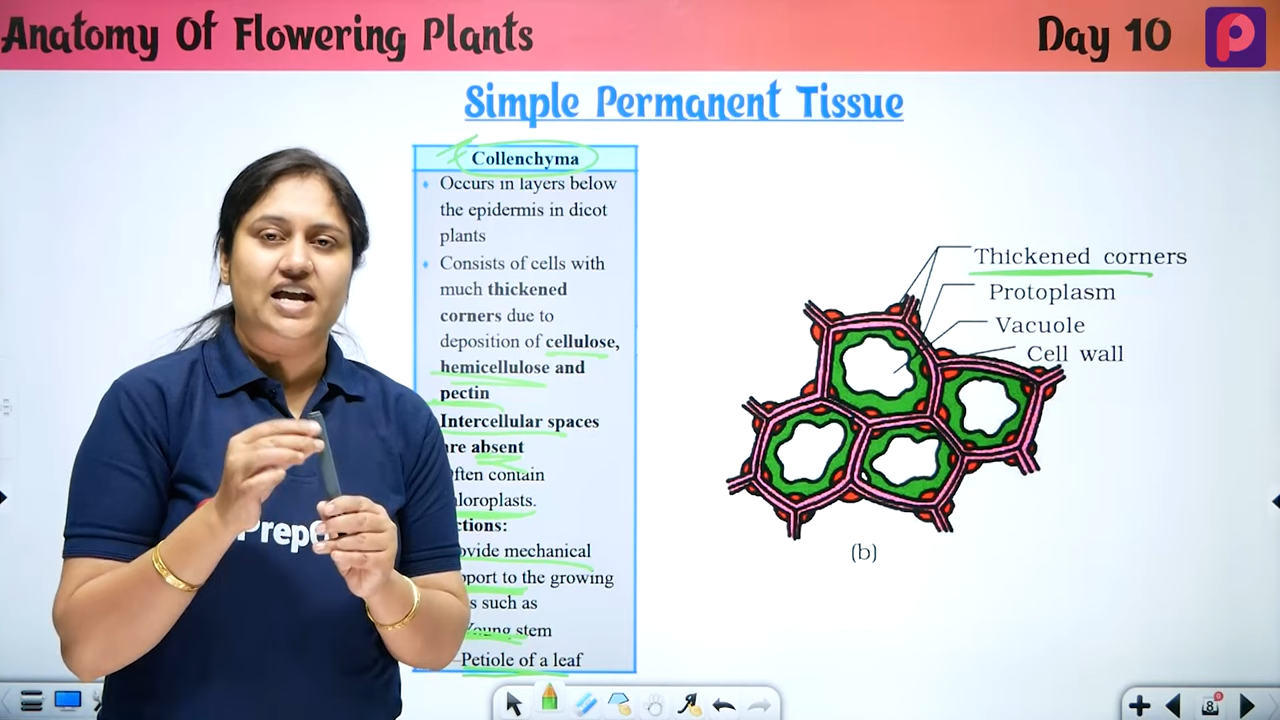 Anatomy Of Flowering Plants
Day 10
Simple Permanent Tissue
Collenchyma
Occurs in layers below
the epidermis in dicot
plants
Consists of cells with
much thickened
corners due to
deposition of cellulose,
hemicellulose and
pectin
Intercellular spaces
are absent
Often contain
hloroplasts.
ctions:
ovide mechanical
pport to the growing
s such as
Young stem
–Petiole of a leaf
Thickened corners
Protoplasm
Vacuole
Cell wall
(b)
Prep
8